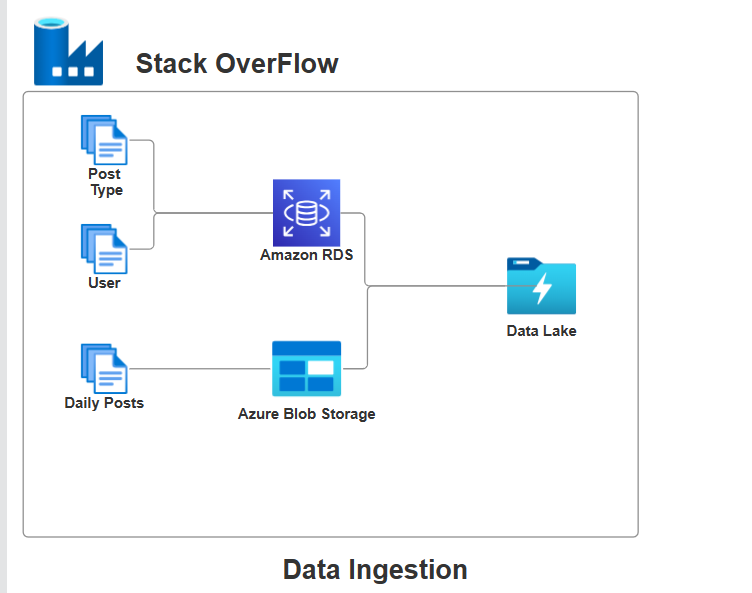 Stack OverFlow
Post
Type
Amazon RDS
User
Data Lake
Daily Posts
Azure Blob Storage
Data Ingestion